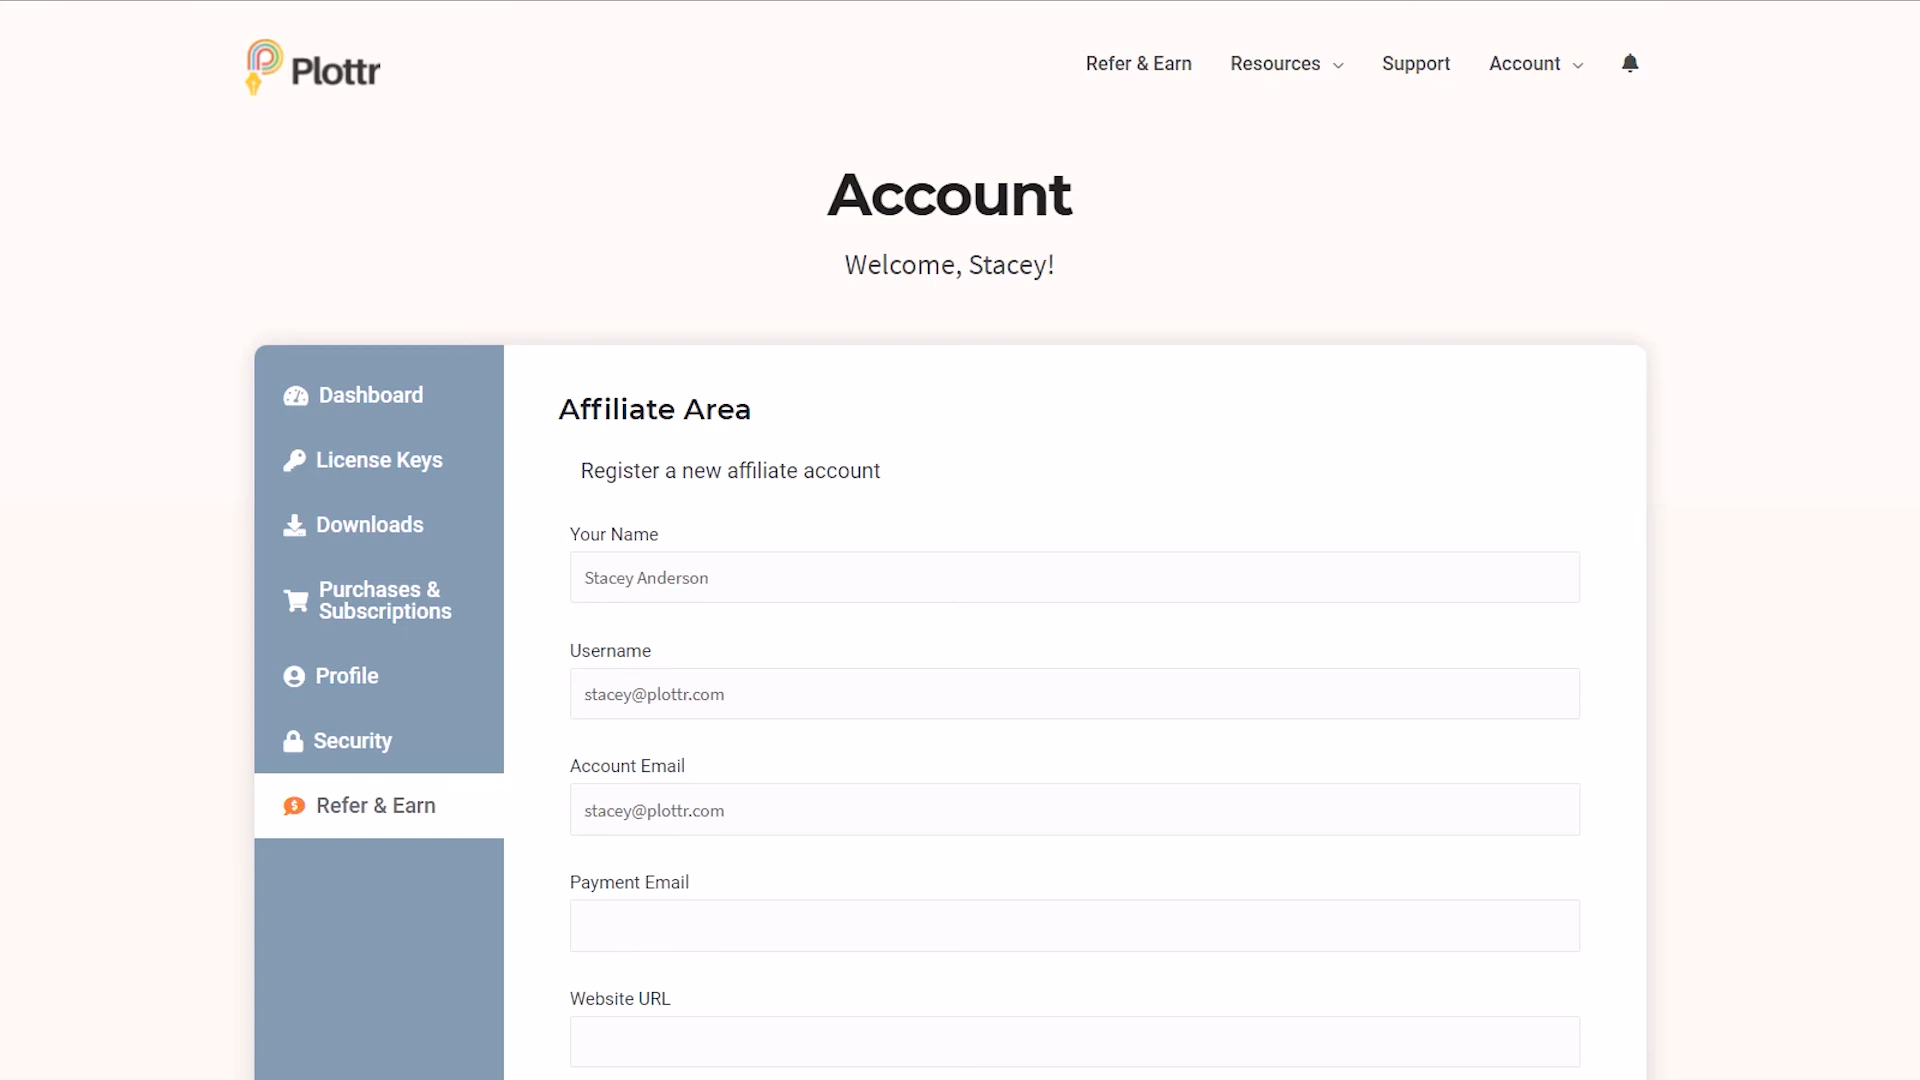 Plottr
Refer & Earn
Resources
Support
Account
Account
Welcome, Stacey!
Dashboard
License Keys
Downloads
Purchases &
Subscriptions
Profile
Security
Refer & Earn
Affiliate Area
Register a new affiliate account
Your Name
Stacey Anderson
Username
stacey@plottr.com
Account Email
stacey@plottr.com
Payment Email
Website URL